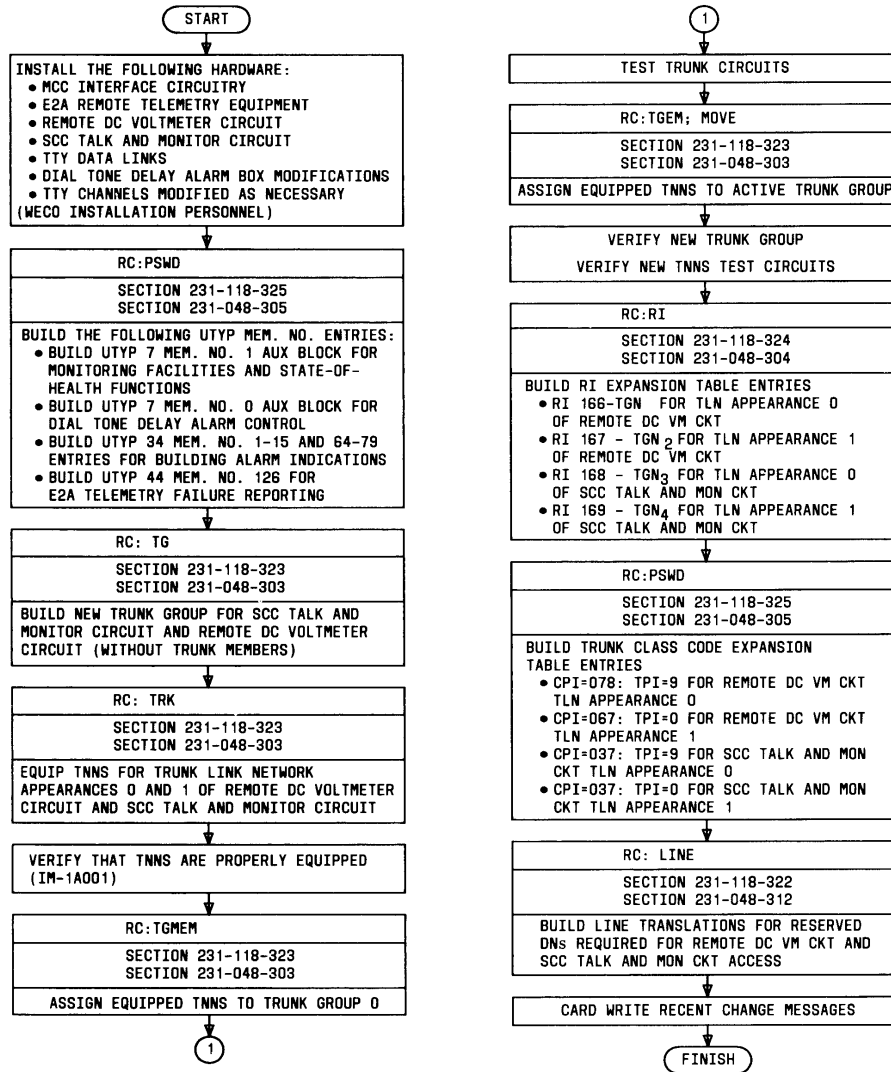 START
INSTALL THE FOLLOWING HARDWARE:
• MCC INTERFACE CIRCUITRY
• E2A REMOTE TELEMETRY EQUIPMENT
• REMOTE DC VOLTMETER CIRCUIT
• SCC TALK AND MONITOR CIRCUIT
• TTY DATA LINKS
• DIAL TONE DELAY ALARM BOX MODIFICATIONS
• TTY CHANNELS MODIFIED AS NECESSARY
(WECO INSTALLATION PERSONNEL)
RC:PSWD
SECTION 231-118-325
SECTION 231-048-305
BUILD THE FOLLOWING UTYP MEM. NO. ENTRIES:
• BUILD UTYP 7 MEM. NO. 1 AUX BLOCK FOR
MONITORING FACILITIES AND STATE-OF-
HEALTH FUNCTIONS
• BUILD UTYP 7 MEM. NO. 0 AUX BLOCK FOR
DIAL TONE DELAY ALARM CONTROL
• BUILD UTYP 34 MEM. NO. 1-15 AND 64-79
ENTRIES FOR BUILDING ALARM INDICATIONS
• BUILD UTYP 44 MEM. NO. 126 FOR
E2A TELEMETRY FAILURE REPORTING
RC: TG
SECTION 231-118-323
SECTION 231-048-303
BUILD NEW TRUNK GROUP FOR SCC TALK AND
MONITOR CIRCUIT AND REMOTE DC VOLTMETER
CIRCUIT (WITHOUT TRUNK MEMBERS)
RC: TRK
SECTION 231-118-323
SECTION 231-048-303
EQUIP TNNS FOR TRUNK LINK NETWORK
APPEARANCES 0 AND 1 OF REMOTE DC VOLTMETER
CIRCUIT AND SCC TALK AND MONITOR CIRCUIT
VERIFY THAT TNNS ARE PROPERLY EQUIPPED
(IM-1A001)
RC:TGMEM
SECTION 231-118-323
SECTION 231-048-303
ASSIGN EQUIPPED TNNS TO TRUNK GROUP 0
1
1
TEST TRUNK CIRCUITS
RC:TGEM; MOVE
SECTION 231-118-323
SECTION 231-048-303
ASSIGN EQUIPPED TNNS TO ACTIVE TRUNK GROUP
VERIFY NEW TRUNK GROUP
VERIFY NEW TNNS TEST CIRCUITS
RC:RI
SECTION 231-118-324
SECTION 231-048-304
BUILD RI EXPANSION TABLE ENTRIES
• RI 166-TGN FOR TLN APPEARANCE 0
OF REMOTE DC VM CKT
• RI 167 - TGN2 FOR TLN APPEARANCE 1
OF REMOTE DC VM CKT
• RI 168 - TGN3 FOR TLN APPEARANCE 0
OF SCC TALK AND MON CKT
• RI 169 - TGN4 FOR TLN APPEARANCE 1
OF SCC TALK AND MON CKT
RC:PSWD
SECTION 231-118-325
SECTION 231-048-305
BUILD TRUNK CLASS CODE EXPANSION
TABLE ENTRIES
• CPI=078: TPI=9 FOR REMOTE DC VM CKT
TLN APPEARANCE 0
• CPI=067: TPI=0 FOR REMOTE DC VM CKT
TLN APPEARANCE 1
• CPI=037: TPI=9 FOR SCC TALK AND MON
CKT TLN APPEARANCE 0
• CPI=037: TPI=0 FOR SCC TALK AND MON
CKT TLN APPEARANCE 1
RC: LINE
SECTION 231-118-322
SECTION 231-048-312
BUILD LINE TRANSLATIONS FOR RESERVED
DNs REQUIRED FOR REMOTE DC VM CKT AND
SCC TALK AND MON CKT ACCESS
CARD WRITE RECENT CHANGE MESSAGES
FINISH